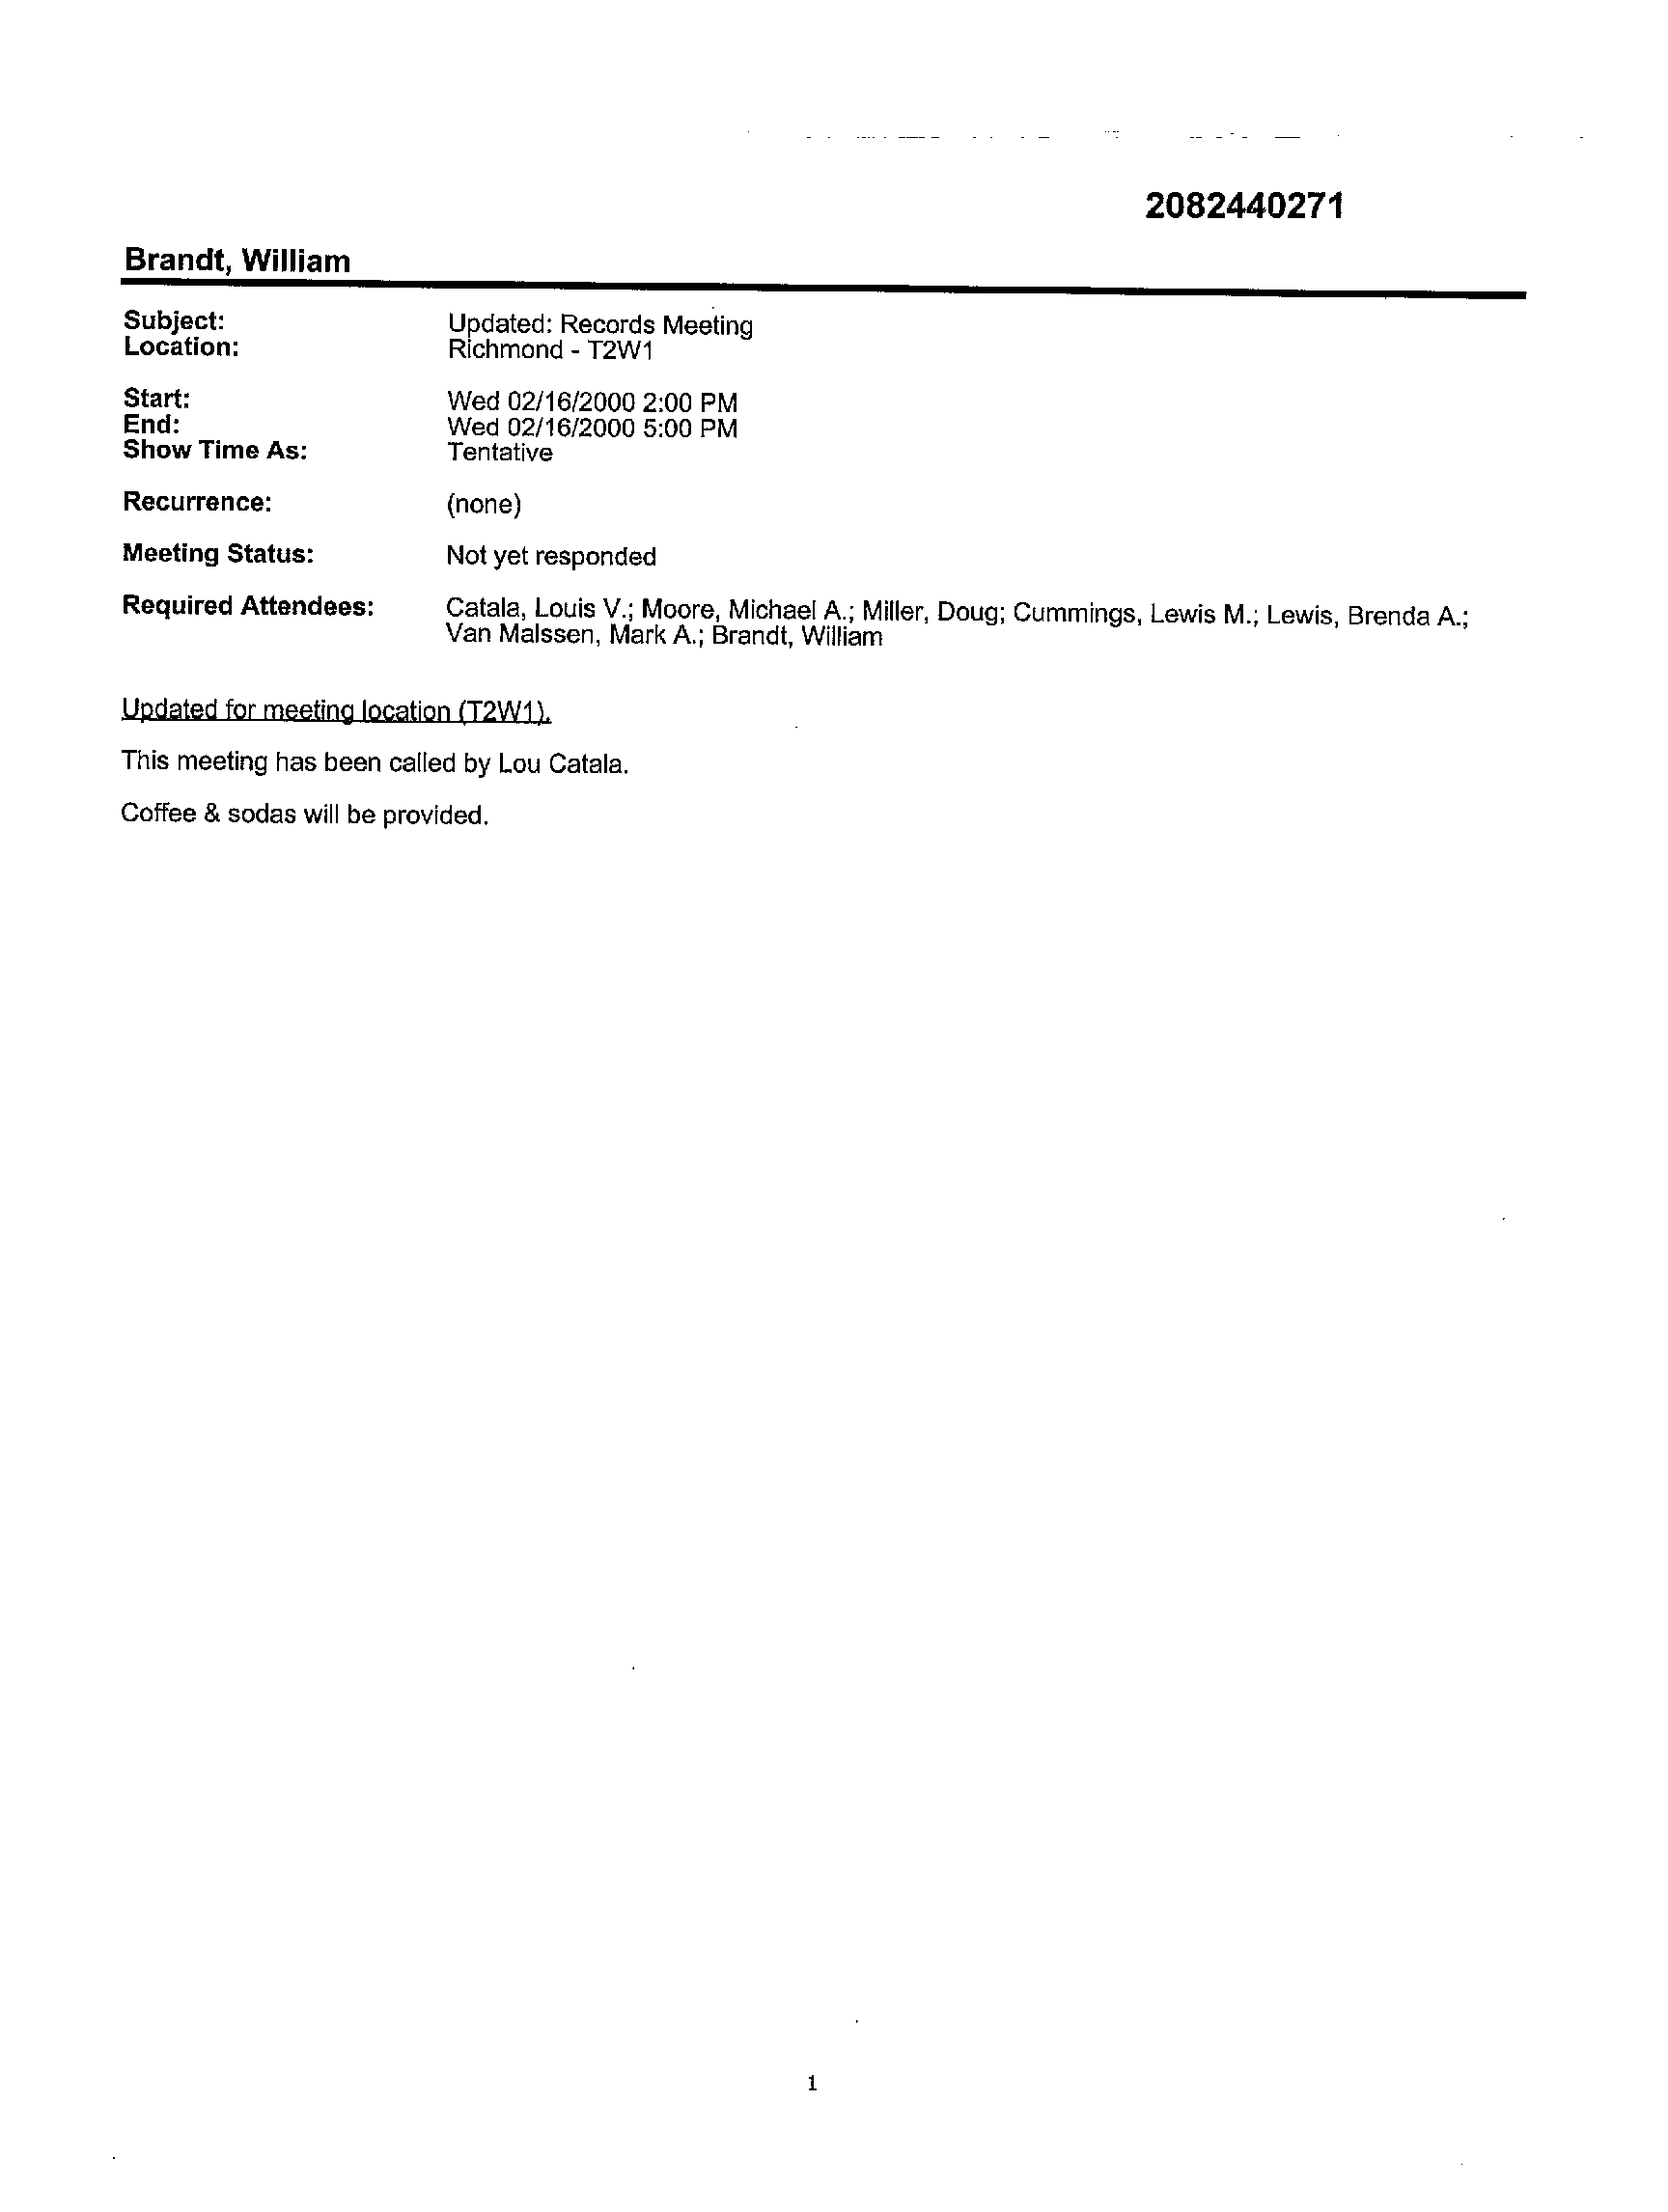 2082440271
Brandt, William
Subject: Updated: Records Meeting
Location: Richmond - T2W1
Start: Wed 02/16/2000 2:00 PM
End: Wed 02/16/2000 5:00 PM
Show Time As: Tentative
Recurrence: (none)
Meeting Status: Not yet responded
Required Attendees: Catala, Louis V.; Moore, Michael A.; Miller, Doug; Cummings, Lewis M.; Lewis, Brenda A.;
Van Malssen, Mark A.; Brandt, William
Updated for meeting location (T2W1).
This meeting has been called by Lou Catala.
Coffee & sodas will be provided.
1